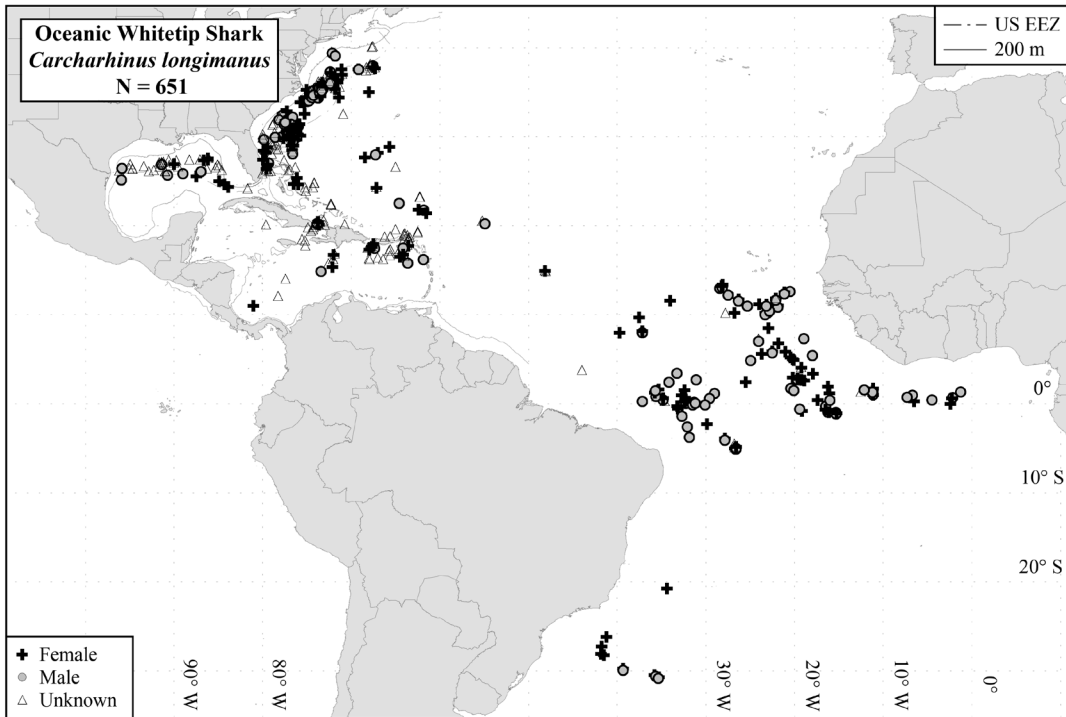 Oceanic Whitetip Shark
Carcharhinus longimanus
N = 651
US EEZ
200 m
0°
10° S
20° S
Female
Male
Unknown
90° W
80° W
30° W
20° W
10° W
0°